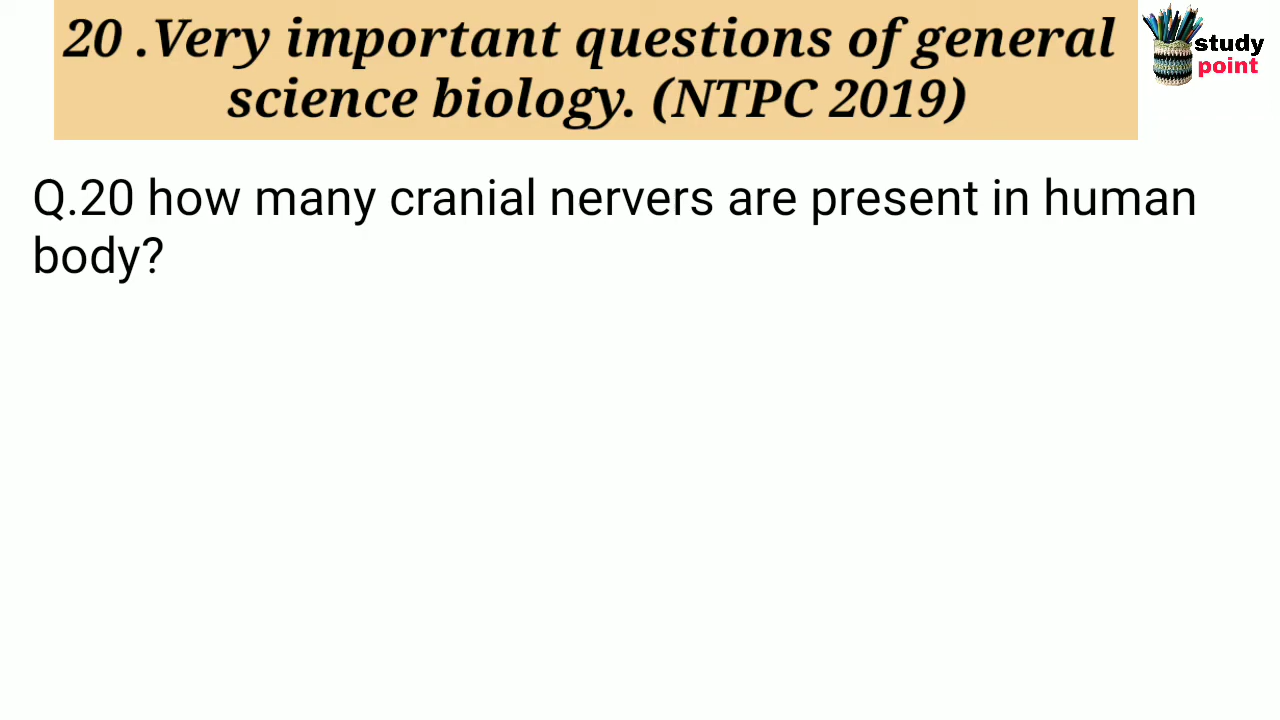 20 .Very important questions of general
science biology. (NTPC 2019)
study
point
Q.20 how many cranial nervers are present in human
body?